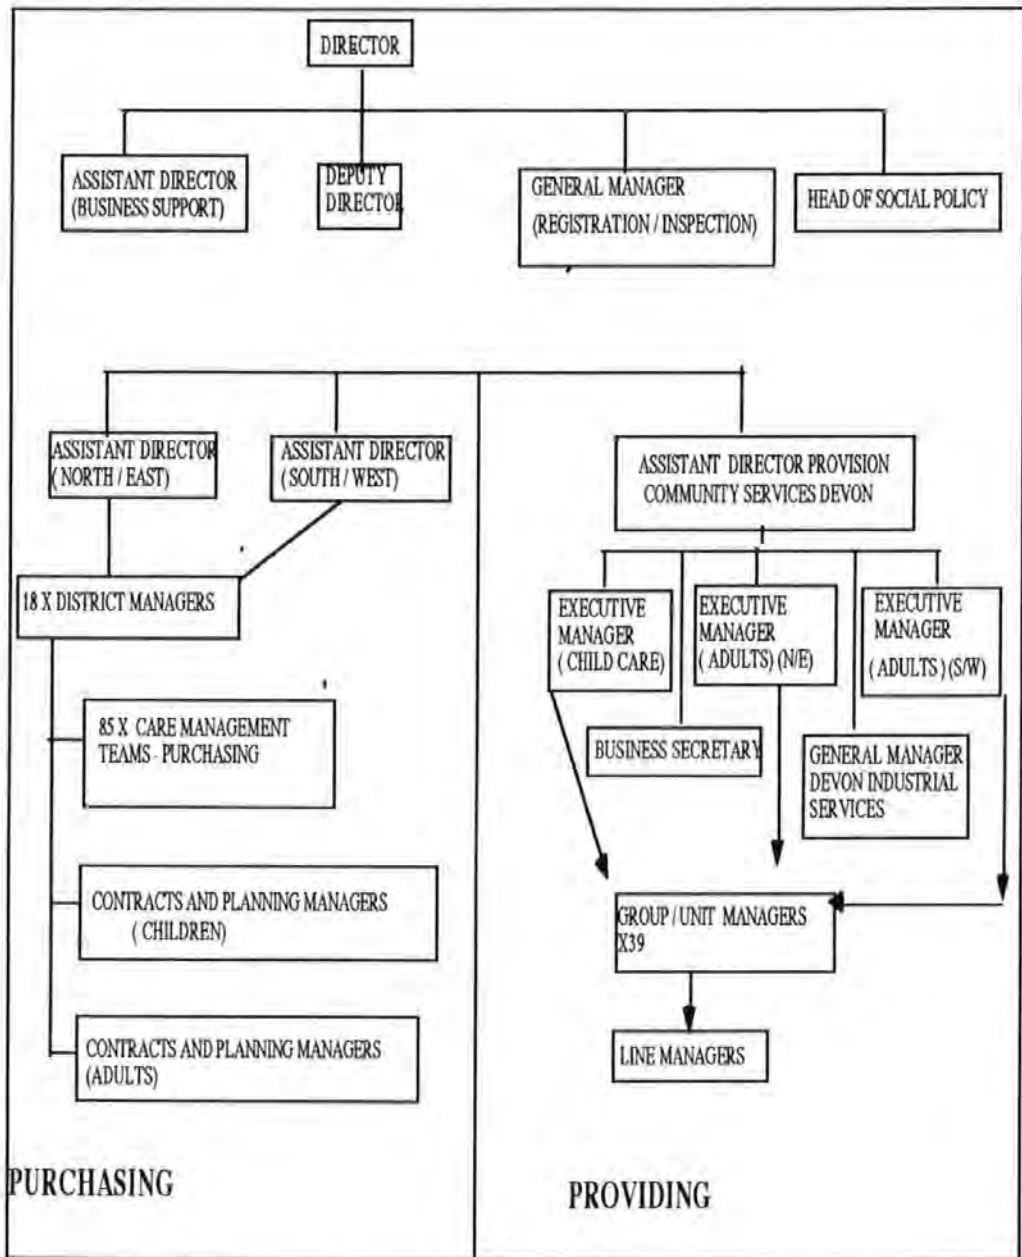 DIRECTOR
ASSISTANT DIRECTOR
(BUSINESS SUPPORT)
DEPUTY
DIRECTOR
GENERAL MANAGER
(REGISTRATION / INSPECTION)
HEAD OF SOCIAL POLICY
ASSISTANT DIRECTOR
( NORTH / EAST)
ASSISTANT DIRECTOR
( SOUTH / WEST)
ASSISTANT DIRECTOR PROVISION
COMMUNITY SERVICES DEVON
18 X DISTRICT MANAGERS
85 X CARE MANAGEMENT
TEAMS - PURCHASING
CONTRACTS AND PLANNING MANAGERS
( CHILDREN)
CONTRACTS AND PLANNING MANAGERS
(ADULTS)
EXECUTIVE
MANAGER
( CHILD CARE)
EXECUTIVE
MANAGER
( ADULTS) (N/E)
EXECUTIVE
MANAGER
( ADULTS ) (S/W)
BUSINESS SECRETARY
GENERAL MANAGER
DEVON INDUSTRIAL
SERVICES
GROUP / UNIT MANAGERS
X39
LINE MANAGERS
PURCHASING
PROVIDING